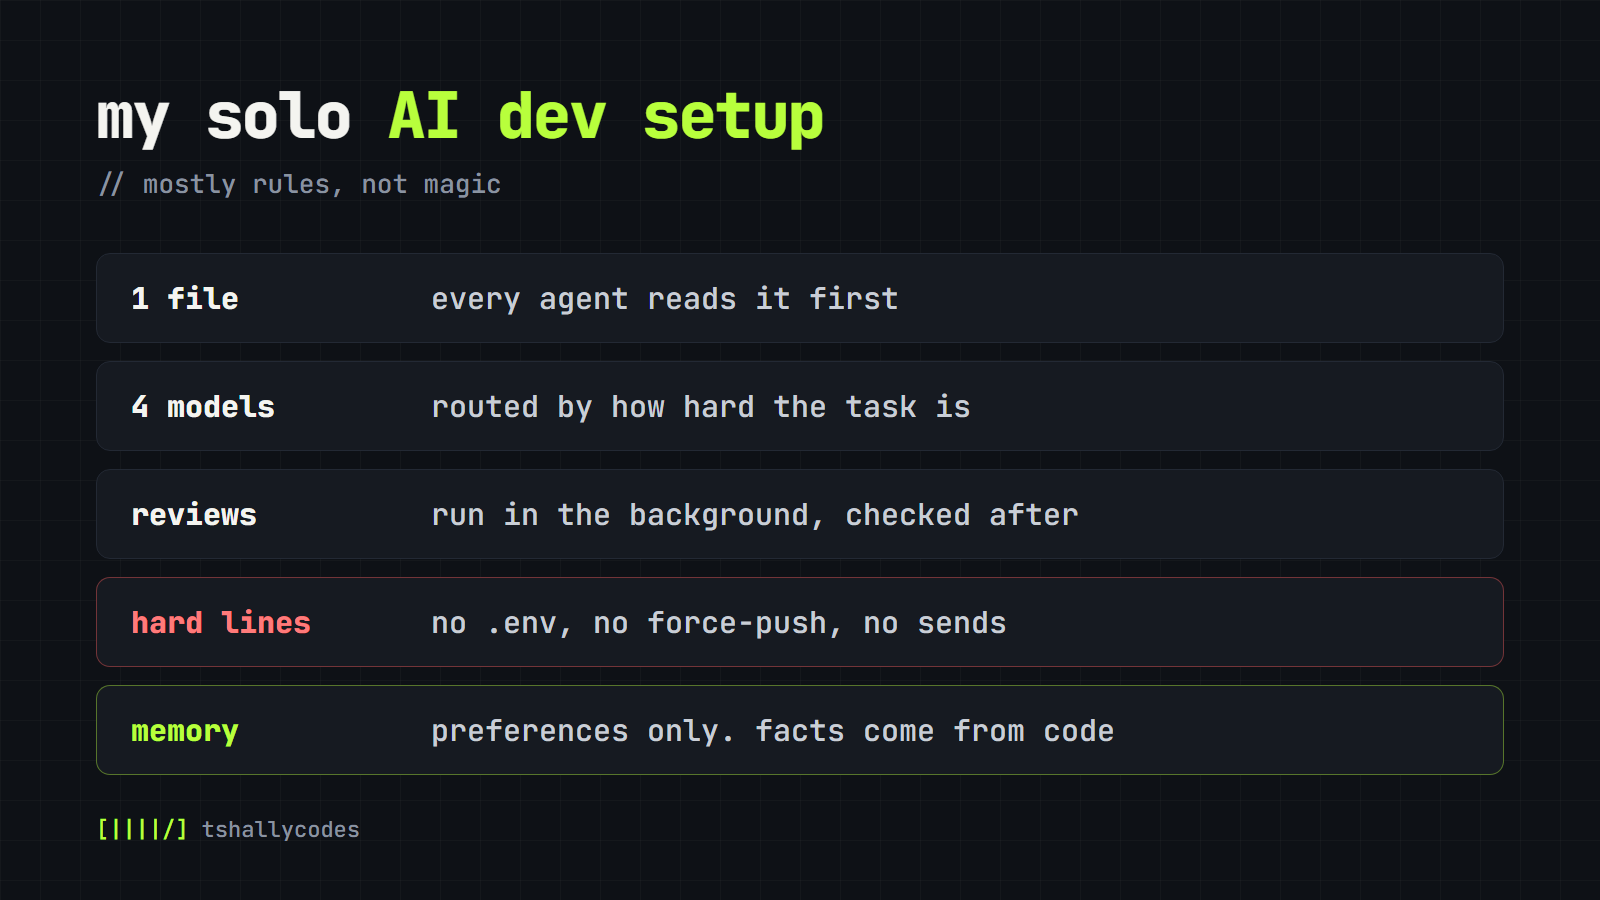 my solo AI dev setup
// mostly rules, not magic
1 file every agent reads it first
4 models routed by how hard the task is
reviews run in the background, checked after
hard lines no .env, no force-push, no sends
memory preferences only. facts come from code
[||||/] tshallycodes